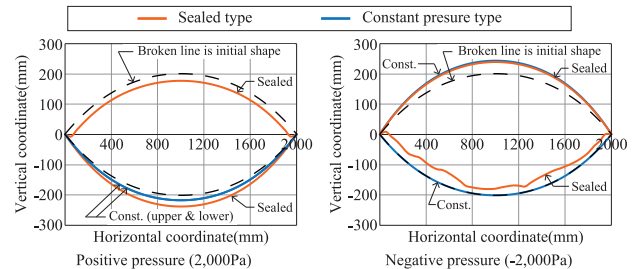 Sealed type
Constant presure type
Vertical coordinate(mm)
300
200
100
0
-100
-200
-300
400
800
1200
1600
2000
Broken line is initial shape
Sealed
Const. (upper & lower)
Sealed
Horizontal coordinate(mm)
Positive pressure (2,000Pa)
Vertical coordinate(mm)
300
200
100
0
-100
-200
-300
400
800
1200
1600
2000
Broken line is initial shape
Const.
Sealed
Sealed
Const.
Horizontal coordinate(mm)
Negative pressure (-2,000Pa)